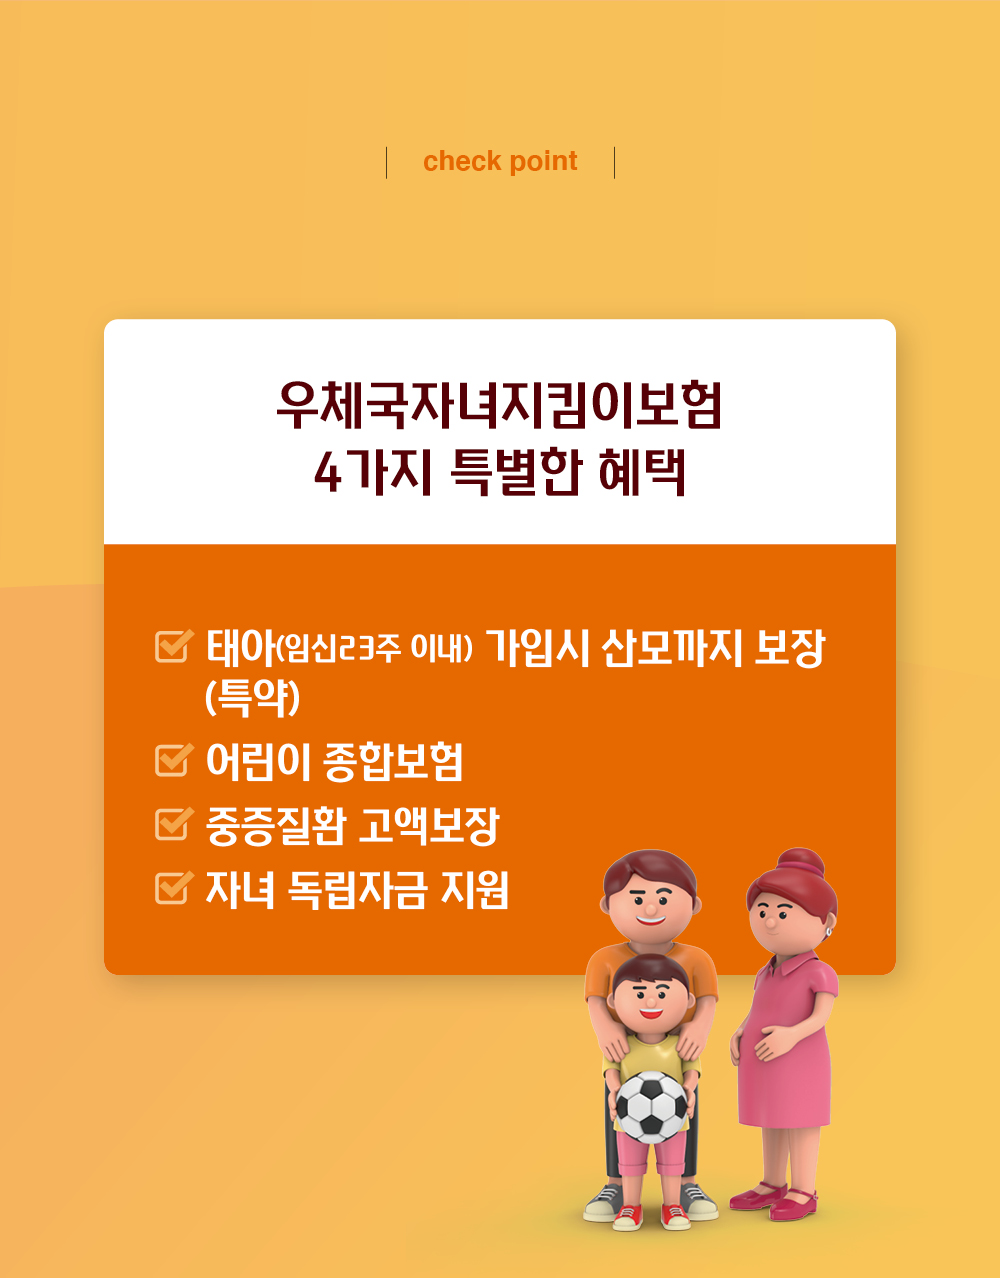 check point
우체국자녀지킴이보험
4가지 특별한 혜택
태아(임신23주 이내) 가입시 산모까지 보장
(특약)
어린이 종합보험
중증질환 고액보장
자녀 독립자금 지원